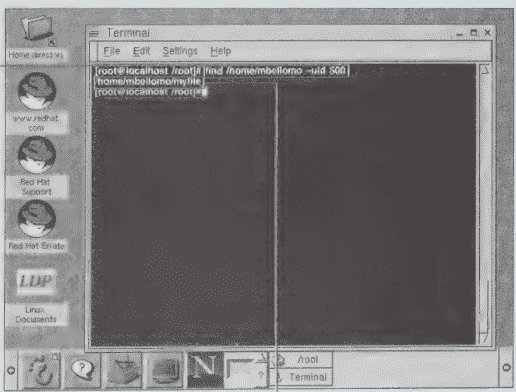 Terminal
File Edit Settings Help
Home directory
[root@localhost /root]# find /home/mbellomo -uid 500
/home/mbellomo/myfile
[root@localhost /root]#
www.redhat.com
Red Hat Support
Red Hat Errata
LDP
Linux Documents
N
?
/root
Terminal